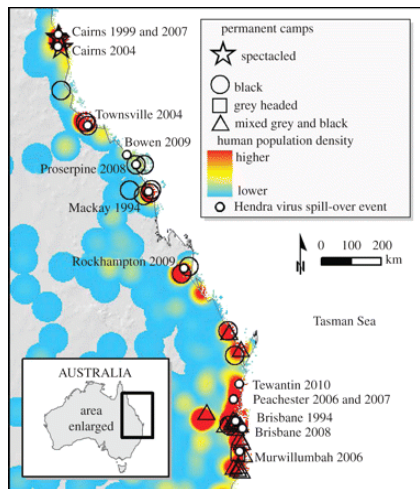 Cairns 1999 and 2007
Cairns 2004
Townsville 2004
Bowen 2009
Proserpine 2008
Mackay 1994
Rockhampton 2009
permanent camps
spectacled
black
grey headed
mixed grey and black
human population density
higher
lower
Hendra virus spill-over event
N
0 100 200
km
Tasman Sea
Tewantin 2010
Peachester 2006 and 2007
Brisbane 1994
Brisbane 2008
Murwillumbah 2006
AUSTRALIA
area
enlarged